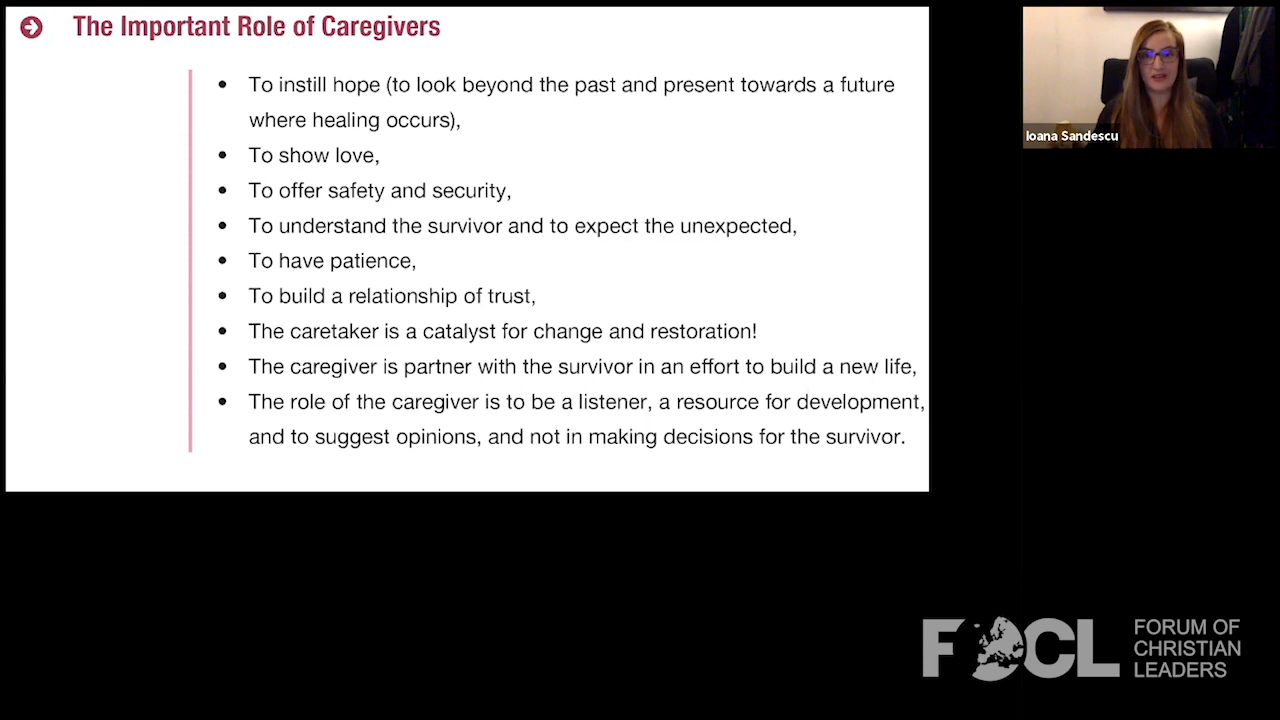 The Important Role of Caregivers
• To instill hope (to look beyond the past and present towards a future
where healing occurs),
• To show love,
• To offer safety and security,
• To understand the survivor and to expect the unexpected,
• To have patience,
• To build a relationship of trust,
• The caretaker is a catalyst for change and restoration!
• The caregiver is partner with the survivor in an effort to build a new life,
• The role of the caregiver is to be a listener, a resource for development,
and to suggest opinions, and not in making decisions for the survivor.
Ioana Sandescu
FOCL
FORUM OF
CHRISTIAN
LEADERS